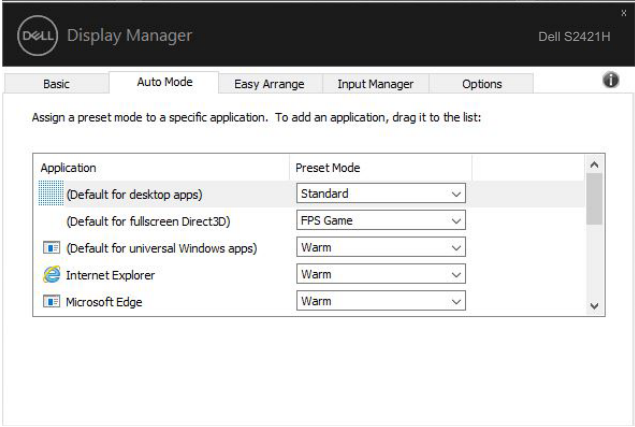 DELL Display Manager Dell S2421H
Basic Auto Mode Easy Arrange Input Manager Options
Assign a preset mode to a specific application. To add an application, drag it to the list:
Application Preset Mode
(Default for desktop apps) Standard
(Default for fullscreen Direct3D) FPS Game
(Default for universal Windows apps) Warm
Internet Explorer Warm
Microsoft Edge Warm